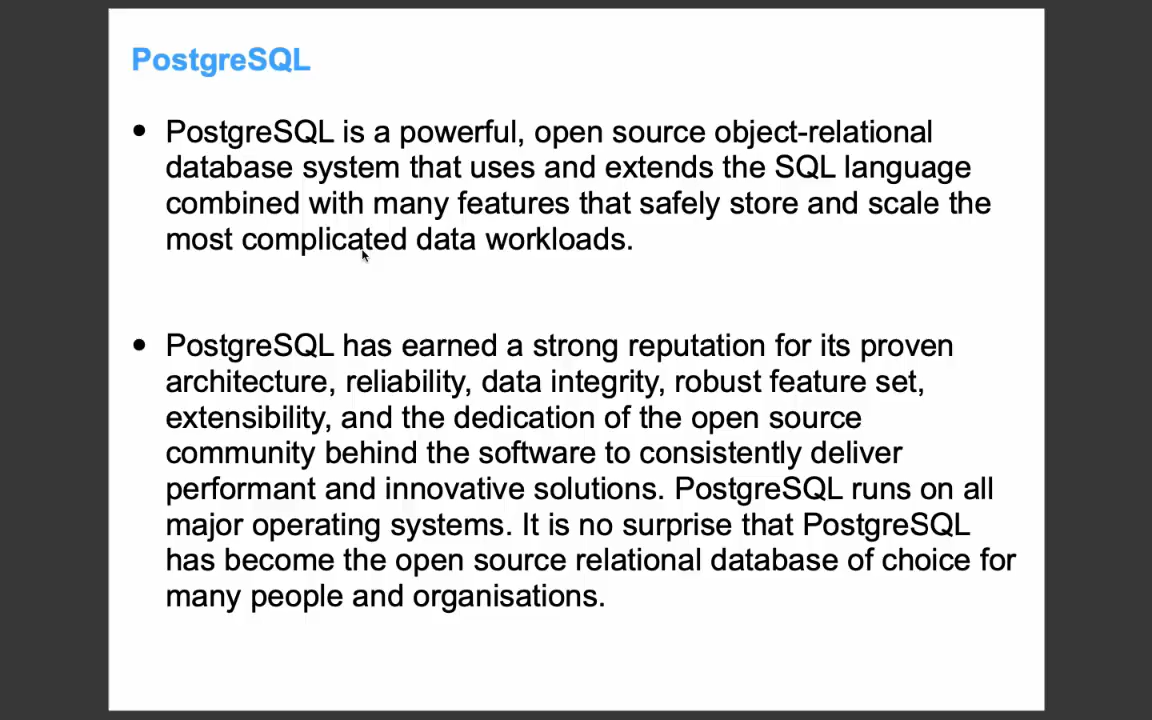 PostgreSQL
• PostgreSQL is a powerful, open source object-relational
database system that uses and extends the SQL language
combined with many features that safely store and scale the
most complicated data workloads.
• PostgreSQL has earned a strong reputation for its proven
architecture, reliability, data integrity, robust feature set,
extensibility, and the dedication of the open source
community behind the software to consistently deliver
performant and innovative solutions. PostgreSQL runs on all
major operating systems. It is no surprise that PostgreSQL
has become the open source relational database of choice for
many people and organisations.